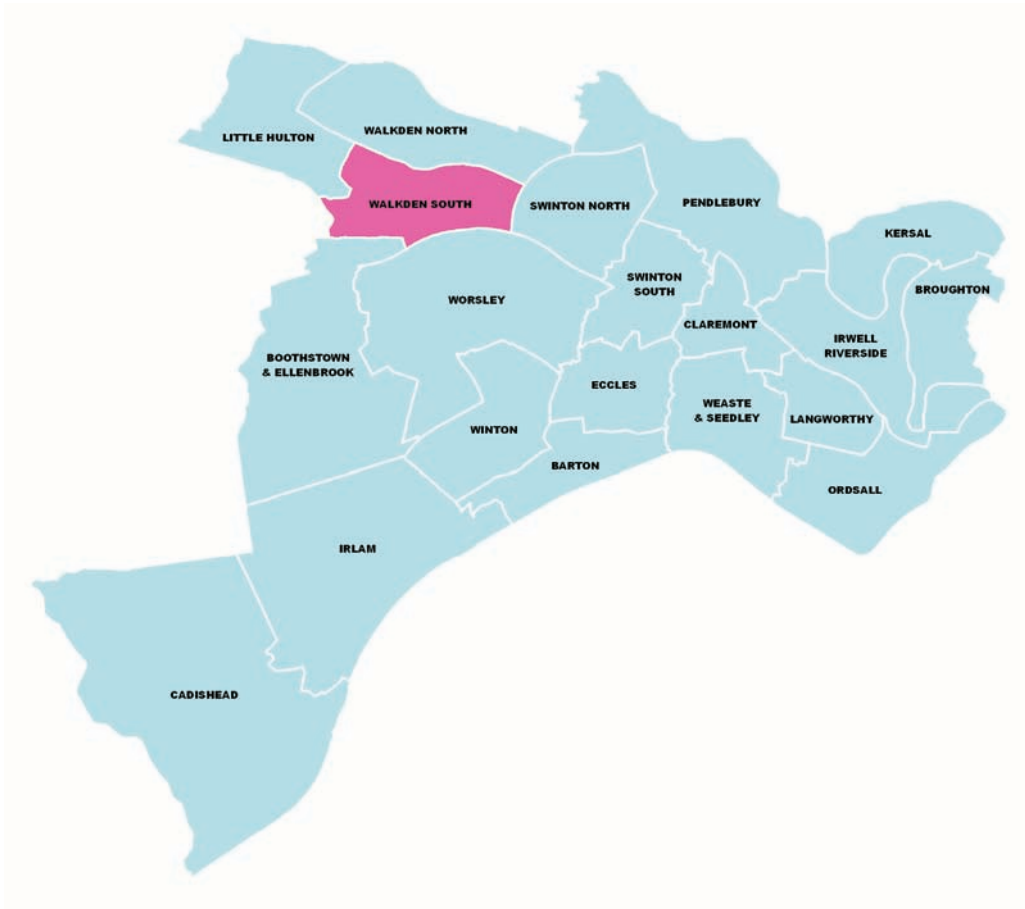 LITTLE HULTON
WALKDEN NORTH
WALKDEN SOUTH
SWINTON NORTH
PENDLEBURY
KERSAL
BROUGHTON
SWINTON
SOUTH
WORSLEY
CLAREMONT
IRWELL
RIVERSIDE
BOOTHSTOWN
& ELLENBROOK
ECCLES
WEASTE
& SEEDLEY
LANGWORTHY
WINTON
BARTON
ORDSALL
IRLAM
CADISHEAD